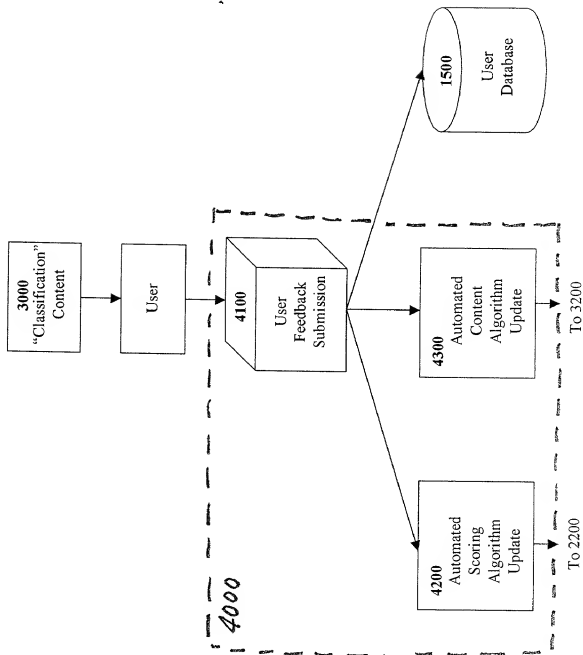 3000
"Classification"
Content
User
4000
4100
User
Feedback
Submission
4200
Automated
Scoring
Algorithm
Update
4300
Automated
Content
Algorithm
Update
1500
User
Database
To 2200
To 3200